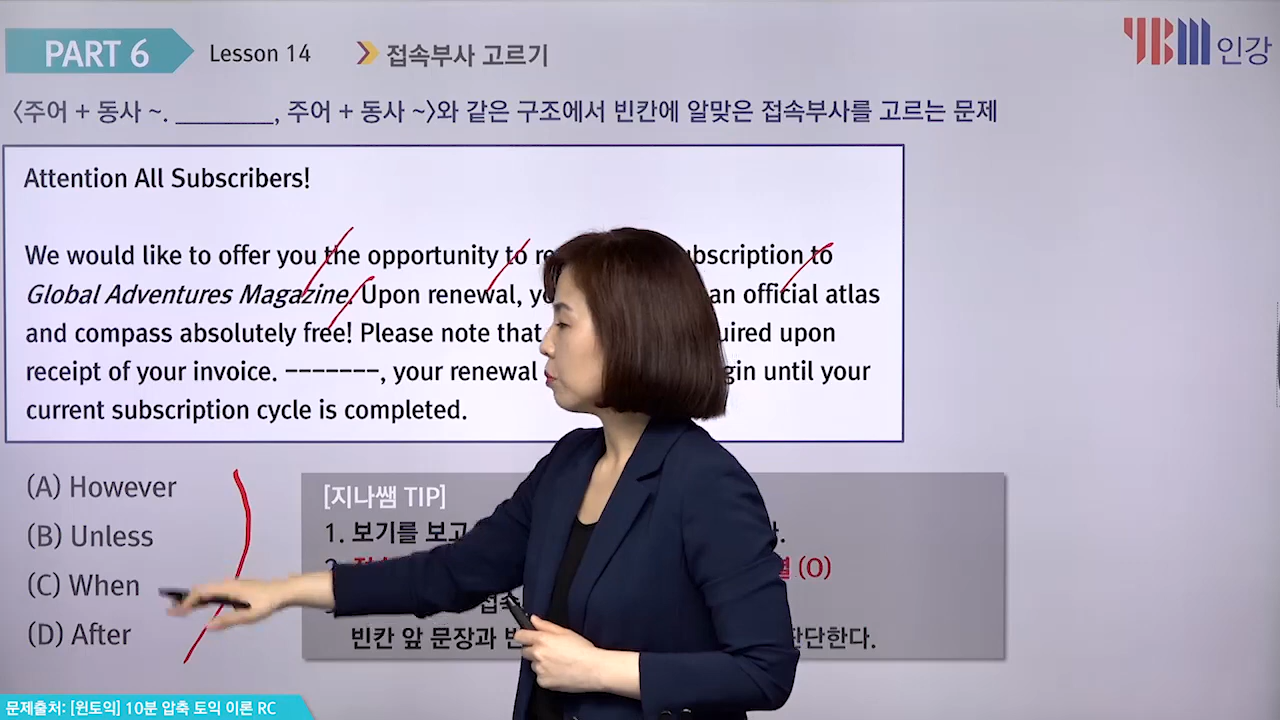 PART 6
Lesson 14
접속부사 고르기
YBM 인강
〈주어 + 동사 ~. ________, 주어 + 동사 ~〉와 같은 구조에서 빈칸에 알맞은 접속부사를 고르는 문제
Attention All Subscribers!
We would like to offer you the opportunity to subscription to
Global Adventures Magazine. Upon renewal, an official atlas
and compass absolutely free! Please note that upon
receipt of your invoice. -------, your renewal until your
current subscription cycle is completed.
(A) However
(B) Unless
(C) When
(D) After
[지나쌤 TIP]
1. 보기를 보고
(O)
빈칸 앞 문장과 판단한다.
문제출처: [윈토익] 10분 압축 토익 이론 RC